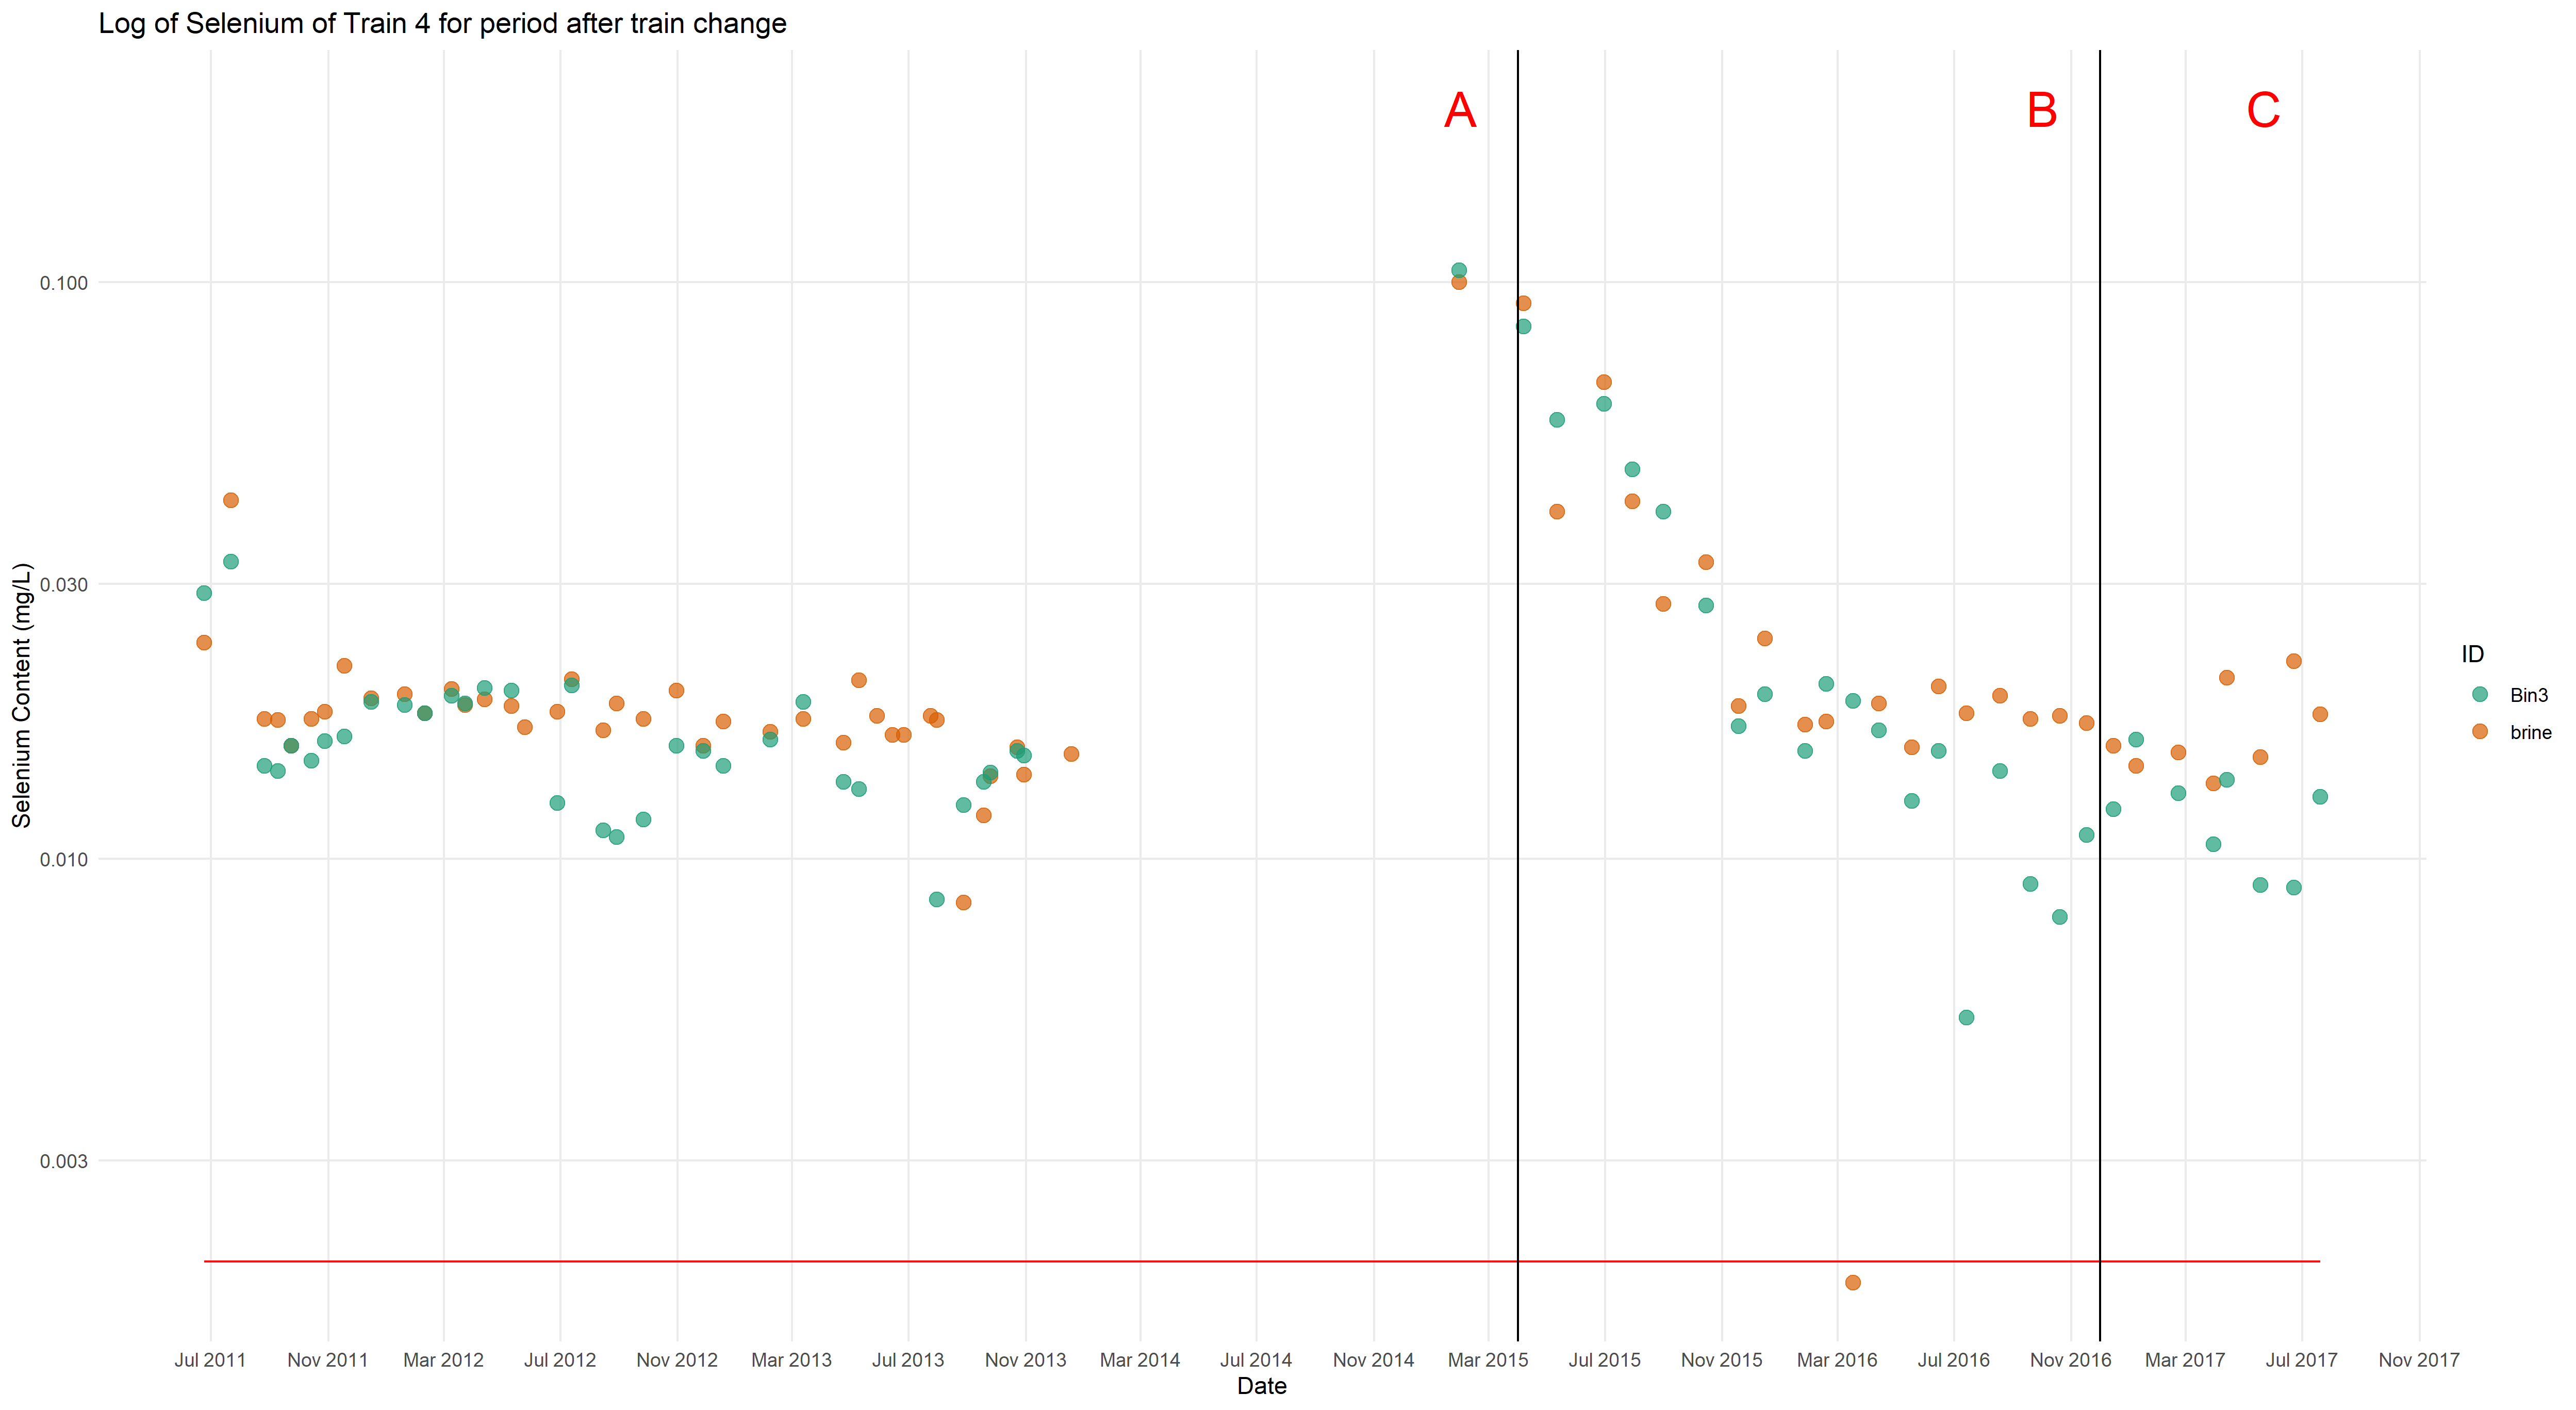 Log of Selenium of Train 4 for period after train change
A
B
C
0.100
0.030
0.010
0.003
Selenium Content (mg/L)
ID
Bin3
brine
Jul 2011
Nov 2011
Mar 2012
Jul 2012
Nov 2012
Mar 2013
Jul 2013
Nov 2013
Mar 2014
Jul 2014
Nov 2014
Mar 2015
Jul 2015
Nov 2015
Mar 2016
Jul 2016
Nov 2016
Mar 2017
Jul 2017
Nov 2017
Date